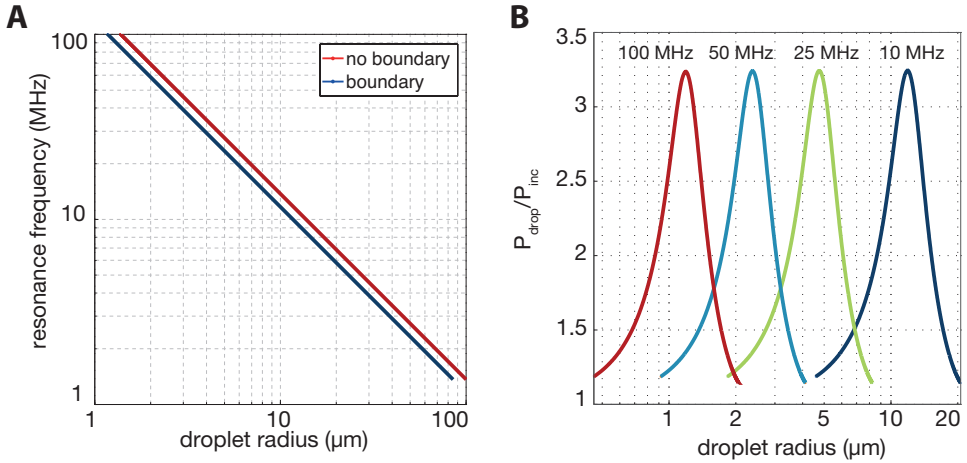 A
resonance frequency (MHz)
100
10
1
no boundary
boundary
1
10
100
droplet radius (µm)
B
P_drop/P_inc
3.5
3
2.5
2
1.5
1
100 MHz
50 MHz
25 MHz
10 MHz
1
2
5
10
20
droplet radius (µm)